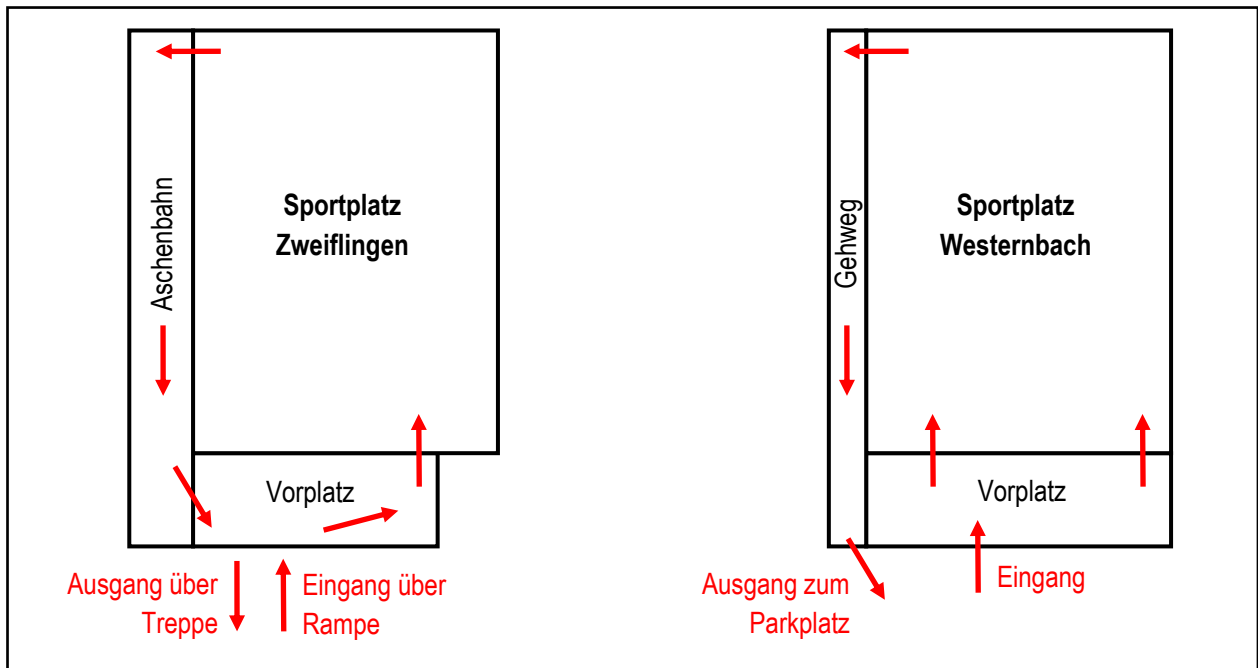 Aschenbahn
Sportplatz
Zweiflingen
Vorplatz
Ausgang über
Treppe
Eingang über
Rampe
Gehweg
Sportplatz
Westernbach
Vorplatz
Ausgang zum
Parkplatz
Eingang